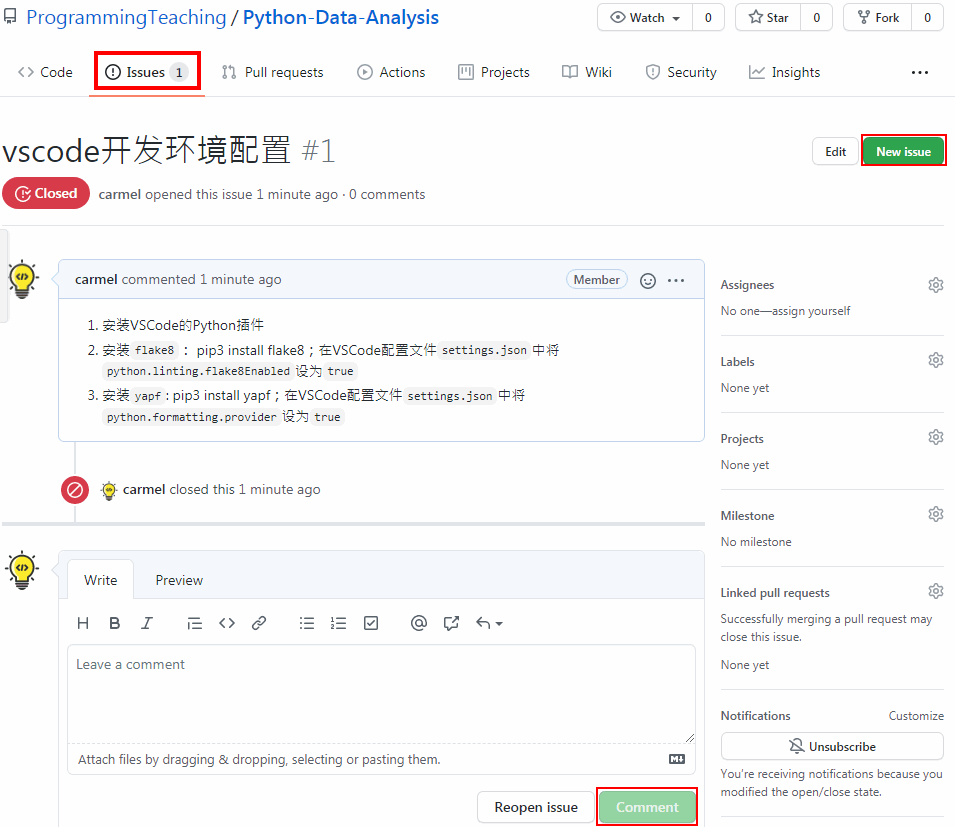 ProgrammingTeaching / Python-Data-Analysis
Watch 0 Star 0 Fork 0
Code Issues 1 Pull requests Actions Projects Wiki Security Insights ...
vscode开发环境配置 #1
Edit New issue
Closed carmel opened this issue 1 minute ago · 0 comments
carmel commented 1 minute ago Member ...
1. 安装VSCode的Python插件
2. 安装 flake8 ： pip3 install flake8；在VSCode配置文件 settings.json 中将
python.linting.flake8Enabled 设为 true
3. 安装 yapf : pip3 install yapf；在VSCode配置文件 settings.json 中将
python.formatting.provider 设为 true
carmel closed this 1 minute ago
Write Preview
H B I
Leave a comment
Attach files by dragging & dropping, selecting or pasting them.
Reopen issue Comment
Assignees
No one—assign yourself
Labels
None yet
Projects
None yet
Milestone
No milestone
Linked pull requests
Successfully merging a pull request may
close this issue.
None yet
Notifications Customize
Unsubscribe
You're receiving notifications because you
modified the open/close state.